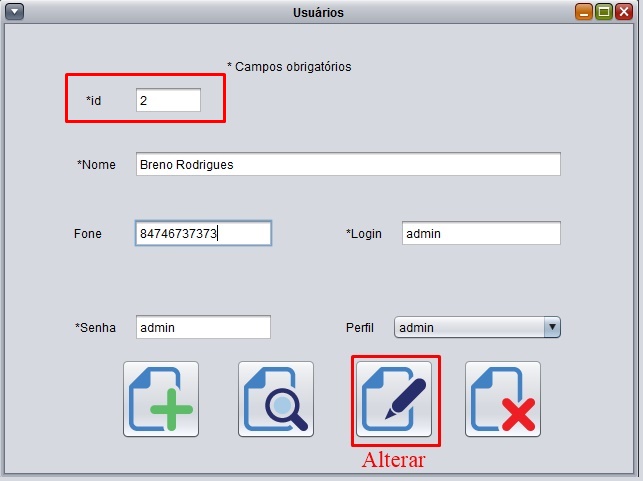 Usuários
* Campos obrigatórios
*id 2
*Nome Breno Rodrigues
Fone 84746737373 *Login admin
*Senha admin Perfil admin
Alterar